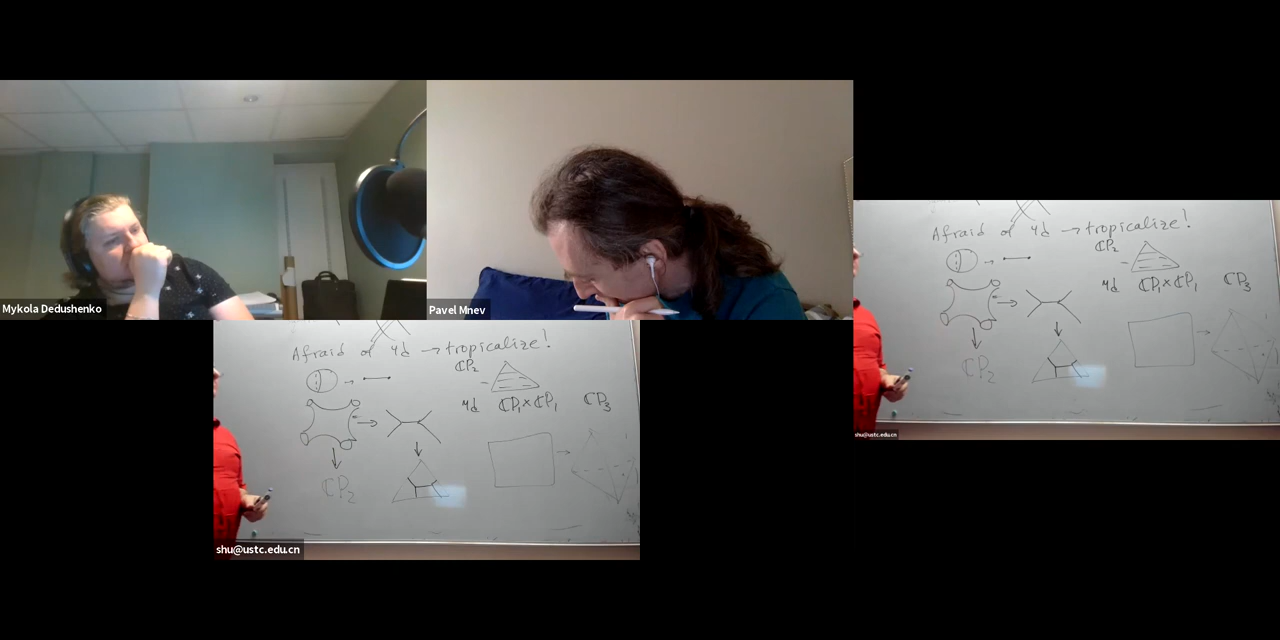 Mykola Dedushenko
Pavel Mnev
Afraid of 4d → tropicalize!
CP2
4d CP1 × CP1 CP3
CP2
shu@ustc.edu.cn
Afraid of 4d → tropicalize!
CP2
4d CP1 × CP1 CP3
CP2
shu@ustc.edu.cn